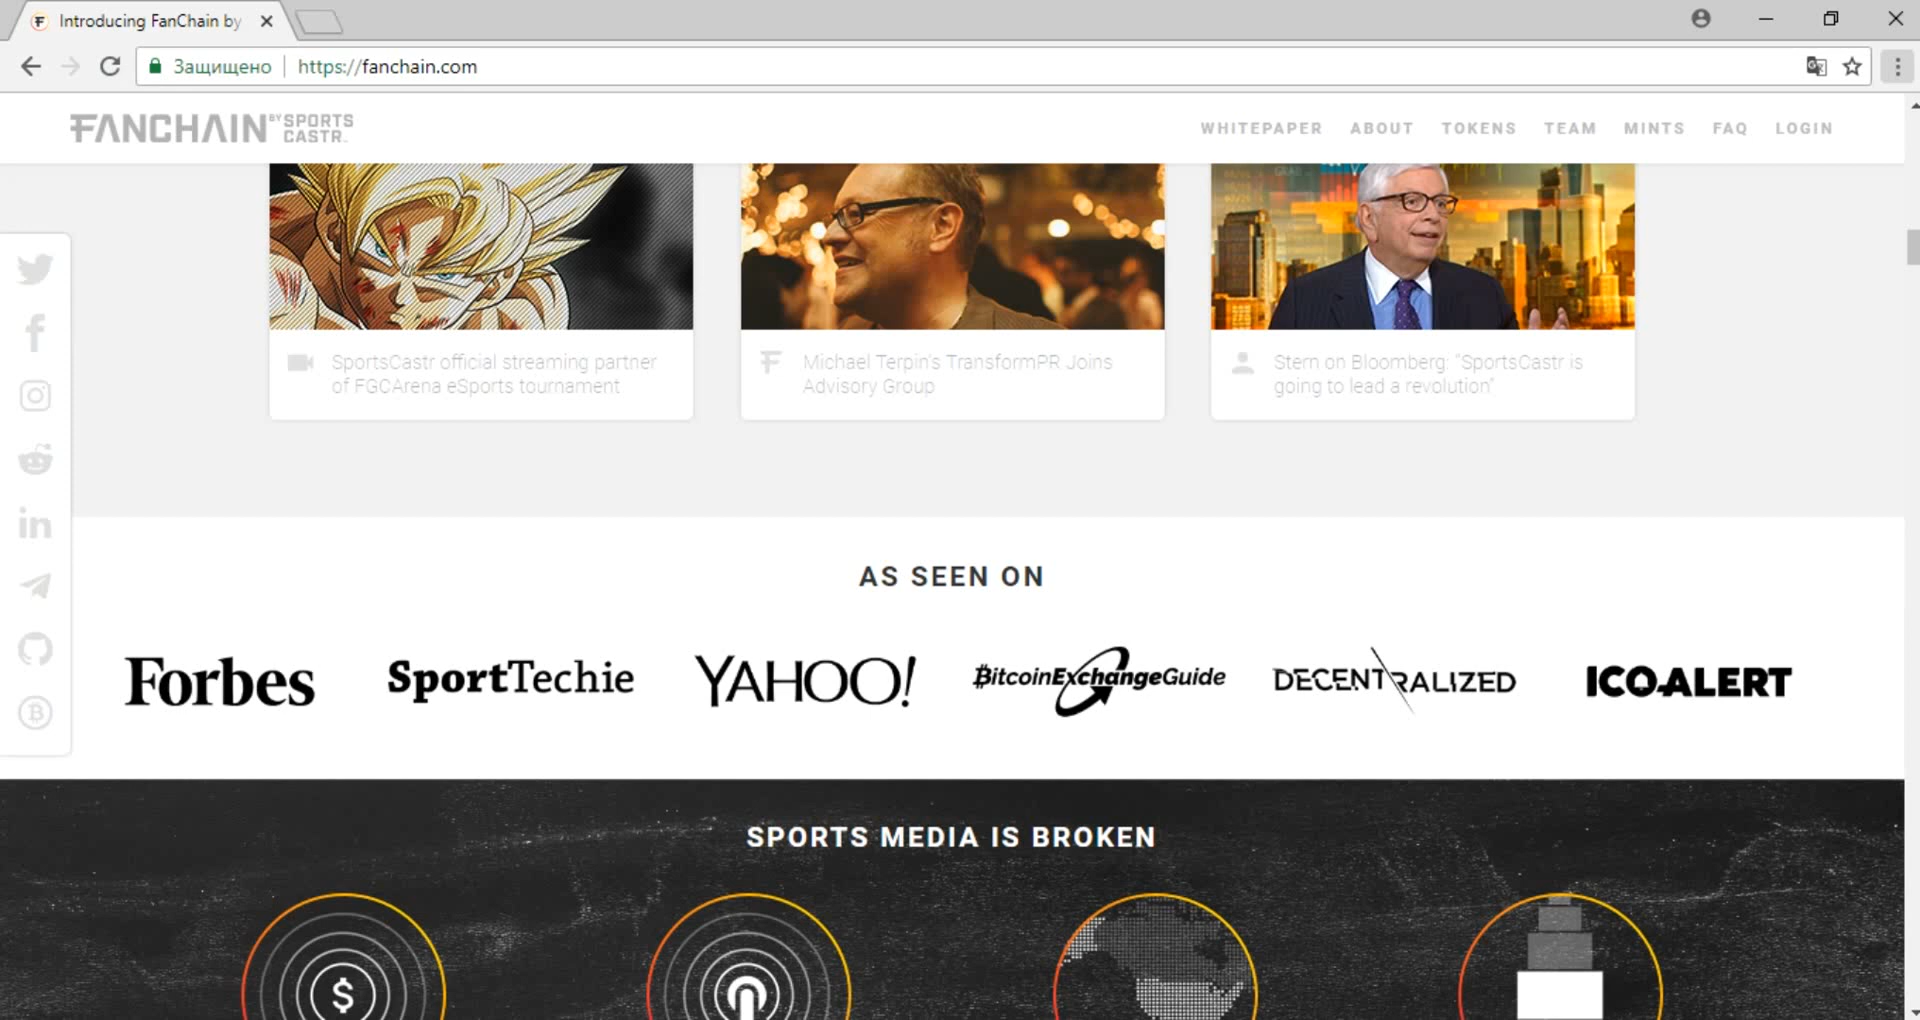 Introducing FanChain by
Защищено https://fanchain.com
FANCHAIN BY SPORTS CASTR
WHITEPAPER ABOUT TOKENS TEAM MINTS FAQ LOGIN
SportsCastr official streaming partner
of FGCArena eSports tournament
Michael Terpin's TransformPR Joins
Advisory Group
Stern on Bloomberg: "SportsCastr is
going to lead a revolution"
AS SEEN ON
Forbes SportTechie YAHOO! BitcoinExchangeGuide DECENTRALIZED ICOALERT
SPORTS MEDIA IS BROKEN
$